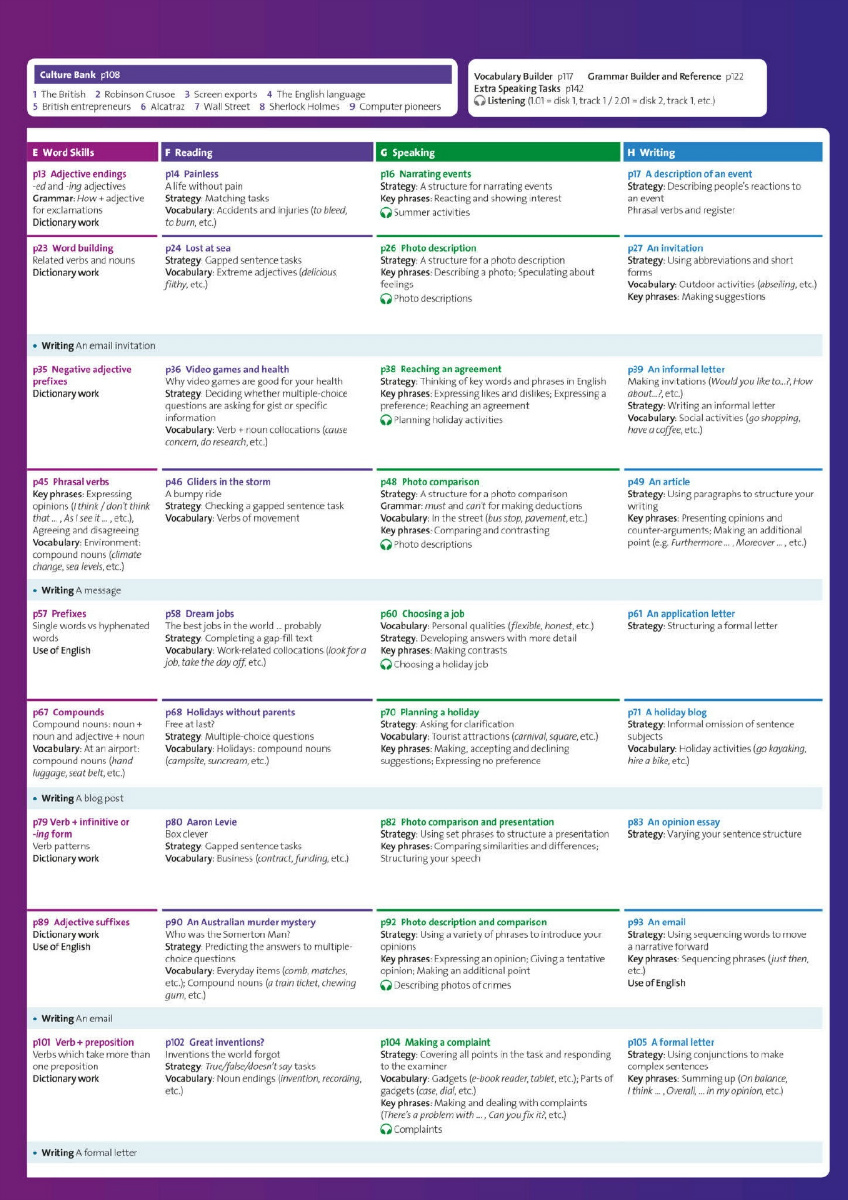 Culture Bank p108
1 The British 2 Robinson Crusoe 3 Screen exports 4 The English language
5 British entrepreneurs 6 Alcatraz 7 Wall Street 8 Sherlock Holmes 9 Computer pioneers
Vocabulary Builder p117 Grammar Builder and Reference p122
Extra Speaking Tasks p142
Listening (1.01 = disk 1, track 1 / 2.01 = disk 2, track 1, etc.)
E Word Skills
F Reading
G Speaking
H Writing
p13 Adjective endings
-ed and -ing adjectives
Grammar: How + adjective
for exclamations
Dictionary work
p14 Painless
A life without pain
Strategy: Matching tasks
Vocabulary: Accidents and injuries (to bleed,
to burn, etc.)
p16 Narrating events
Strategy: A structure for narrating events
Key phrases: Reacting and showing interest
Summer activities
p17 A description of an event
Strategy: Describing people's reactions to
an event
Phrasal verbs and register
p23 Word building
Related verbs and nouns
Dictionary work
p24 Lost at sea
Strategy: Gapped sentence tasks
Vocabulary: Extreme adjectives (delicious,
filthy, etc.)
p26 Photo description
Strategy: A structure for a photo description
Key phrases: Describing a photo; Speculating about
feelings
Photo descriptions
p27 An invitation
Strategy: Using abbreviations and short
forms
Vocabulary: Outdoor activities (abseiling, etc.)
Key phrases: Making suggestions
• Writing An email invitation
p35 Negative adjective
prefixes
Dictionary work
p36 Video games and health
Why video games are good for your health
Strategy: Deciding whether multiple-choice
questions are asking for gist or specific
information
Vocabulary: Verb + noun collocations (cause
concern, do research, etc.)
p38 Reaching an agreement
Strategy: Thinking of key words and phrases in English
Key phrases: Expressing likes and dislikes; Expressing a
preference; Reaching an agreement
Planning holiday activities
p39 An informal letter
Making invitations (Would you like to...?, How
about...?, etc.)
Strategy: Writing an informal letter
Vocabulary: Social activities (go shopping,
have a coffee, etc.)
p45 Phrasal verbs
Key phrases: Expressing
opinions (I think / don't think
that ... , As I see it ... , etc.),
Agreeing and disagreeing
Vocabulary: Environment:
compound nouns (climate
change, sea levels, etc.)
p46 Gliders in the storm
A bumpy ride
Strategy: Checking a gapped sentence task
Vocabulary: Verbs of movement
p48 Photo comparison
Strategy: A structure for a photo comparison
Grammar: must and can't for making deductions
Vocabulary: In the street (bus stop, pavement, etc.)
Key phrases: Comparing and contrasting
Photo descriptions
p49 An article
Strategy: Using paragraphs to structure your
writing
Key phrases: Presenting opinions and
counter-arguments; Making an additional
point (e.g. Furthermore ... , Moreover ... , etc.)
• Writing A message
p57 Prefixes
Single words vs hyphenated
words
Use of English
p58 Dream jobs
The best jobs in the world ... probably
Strategy: Completing a gap-fill text
Vocabulary: Work-related collocations (look for a
job, take the day off, etc.)
p60 Choosing a job
Vocabulary: Personal qualities (flexible, honest, etc.)
Strategy: Developing answers with more detail
Key phrases: Making contrasts
Choosing a holiday job
p61 An application letter
Strategy: Structuring a formal letter
p67 Compounds
Compound nouns: noun +
noun and adjective + noun
Vocabulary: At an airport:
compound nouns (hand
luggage, seat belt, etc.)
p68 Holidays without parents
Free at last?
Strategy: Multiple-choice questions
Vocabulary: Holidays: compound nouns
(campsite, suncream, etc.)
p70 Planning a holiday
Strategy: Asking for clarification
Vocabulary: Tourist attractions (carnival, square, etc.)
Key phrases: Making, accepting and declining
suggestions; Expressing no preference
p71 A holiday blog
Strategy: Informal omission of sentence
subjects
Vocabulary: Holiday activities (go kayaking,
hire a bike, etc.)
• Writing A blog post
p79 Verb + infinitive or
-ing form
Verb patterns
Dictionary work
p80 Aaron Levie
Box clever
Strategy: Gapped sentence tasks
Vocabulary: Business (contract, funding, etc.)
p82 Photo comparison and presentation
Strategy: Using set phrases to structure a presentation
Key phrases: Comparing similarities and differences;
Structuring your speech
p83 An opinion essay
Strategy: Varying your sentence structure
p89 Adjective suffixes
Dictionary work
Use of English
p90 An Australian murder mystery
Who was the Somerton Man?
Strategy: Predicting the answers to multiple-
choice questions
Vocabulary: Everyday items (comb, matches,
etc.); Compound nouns (a train ticket, chewing
gum, etc.)
p92 Photo description and comparison
Strategy: Using a variety of phrases to introduce your
opinions
Key phrases: Expressing an opinion; Giving a tentative
opinion; Making an additional point
Describing photos of crimes
p93 An email
Strategy: Using sequencing words to move
a narrative forward
Key phrases: Sequencing phrases (just then,
etc.)
Use of English
• Writing An email
p101 Verb + preposition
Verbs which take more than
one preposition
Dictionary work
p102 Great inventions?
Inventions the world forgot
Strategy: True/false/doesn't say tasks
Vocabulary: Noun endings (invention, recording,
etc.)
p104 Making a complaint
Strategy: Covering all points in the task and responding
to the examiner
Vocabulary: Gadgets (e-book reader, tablet, etc.); Parts of
gadgets (case, dial, etc.)
Key phrases: Making and dealing with complaints
(There's a problem with ... , Can you fix it?, etc.)
Complaints
p105 A formal letter
Strategy: Using conjunctions to make
complex sentences
Key phrases: Summing up (On balance,
I think ... , Overall, ... in my opinion, etc.)
• Writing A formal letter